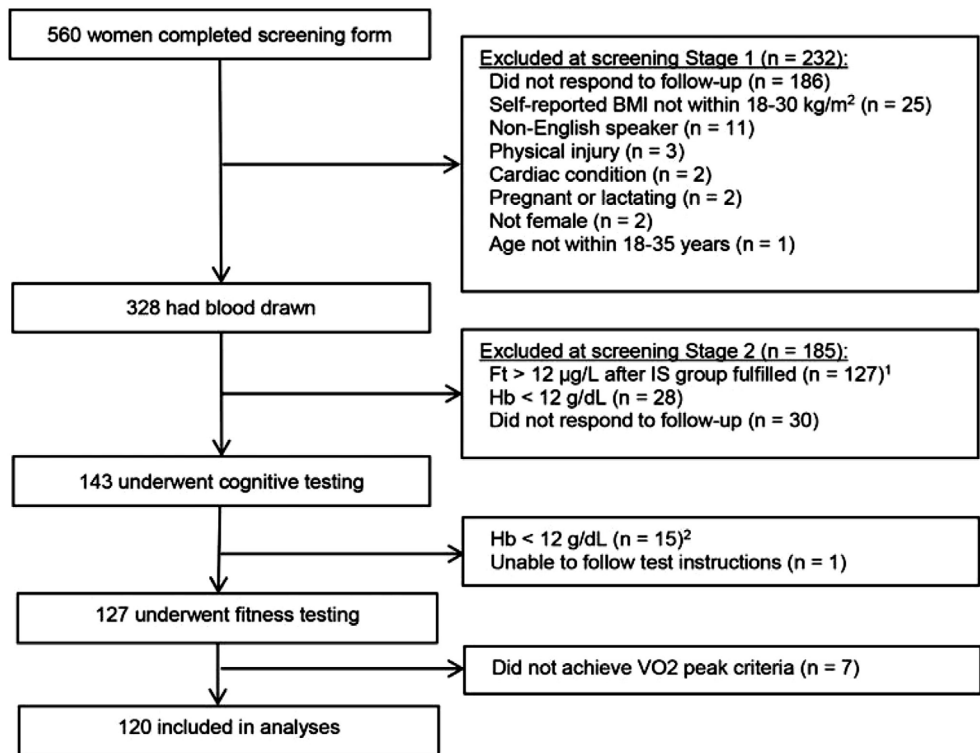 560 women completed screening form
Excluded at screening Stage 1 (n = 232):
Did not respond to follow-up (n = 186)
Self-reported BMI not within 18-30 kg/m² (n = 25)
Non-English speaker (n = 11)
Physical injury (n = 3)
Cardiac condition (n = 2)
Pregnant or lactating (n = 2)
Not female (n = 2)
Age not within 18-35 years (n = 1)
328 had blood drawn
Excluded at screening Stage 2 (n = 185):
Ft > 12 µg/L after IS group fulfilled (n = 127)¹
Hb < 12 g/dL (n = 28)
Did not respond to follow-up (n = 30)
143 underwent cognitive testing
Hb < 12 g/dL (n = 15)²
Unable to follow test instructions (n = 1)
127 underwent fitness testing
Did not achieve VO2 peak criteria (n = 7)
120 included in analyses